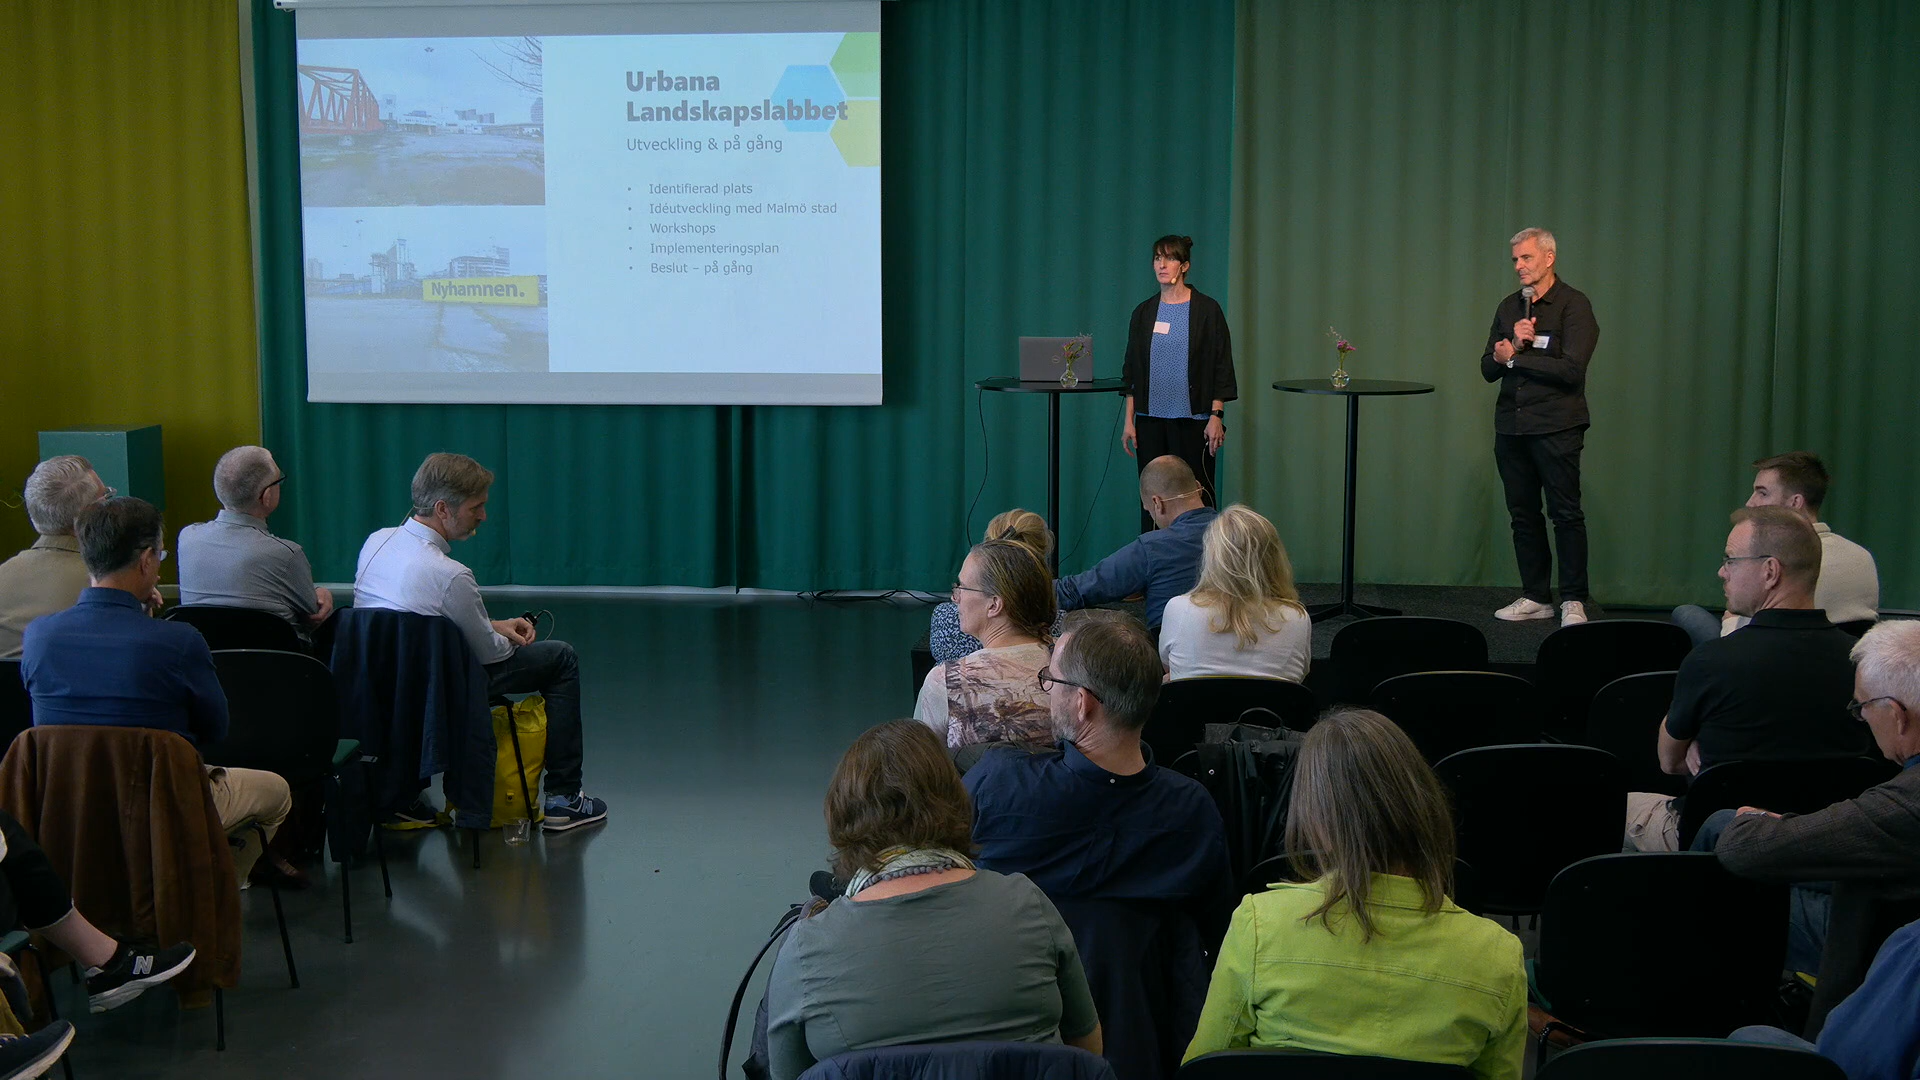 Urbana
Landskapslabbet
Utveckling & på gång
• Identifierad plats
• Idéutveckling med Malmö stad
• Workshops
• Implementeringsplan
• Beslut – på gång
Nyhamnen.
N